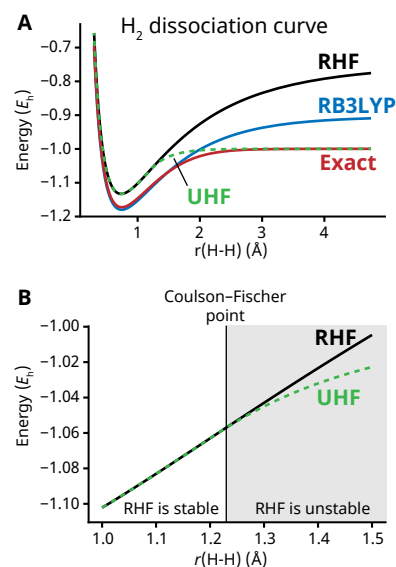 A
H₂ dissociation curve
−0.7
−0.8
−0.9
−1.0
−1.1
−1.2
Energy (Eₕ)
RHF
RB3LYP
Exact
UHF
1 2 3 4
r(H-H) (Å)
B
Coulson–Fischer
point
−1.00
−1.02
−1.04
−1.06
−1.08
−1.10
Energy (Eₕ)
RHF
UHF
RHF is stable
RHF is unstable
1.0 1.1 1.2 1.3 1.4 1.5
r(H-H) (Å)